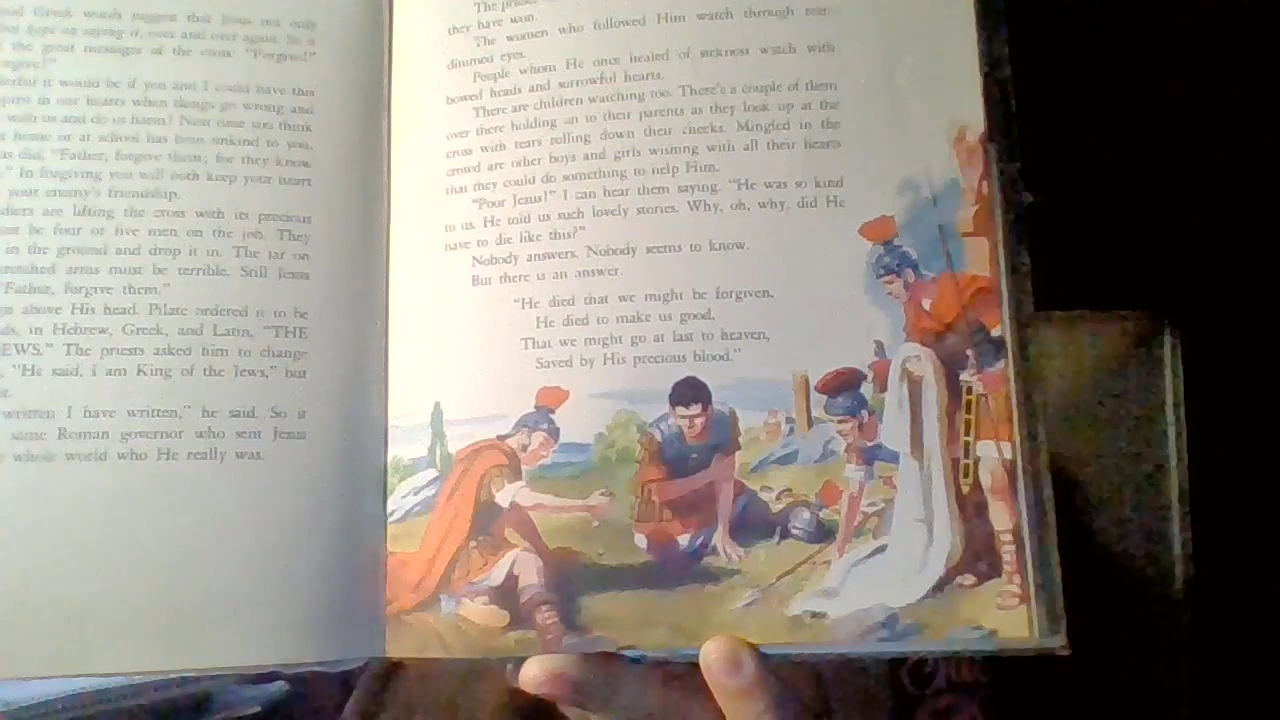 and Greek words suggest that Jesus not only
kept on saying it, over and over again. So it
the great messages of the cross: "Forgive!"
would be if you and I could have this
in our hearts when things go wrong and
with us and do us harm! Next time you think
home or at school has been unkind to you,
did, "Father, forgive them; for they know
" In forgiving you will both keep your heart
your enemy's friendship.
are lifting the cross with its precious
be four or five men on the job. They
in the ground and drop it in. The jar on
arms must be terrible. Still Jesus
"Father, forgive them."
above His head. Pilate ordered it to be
in Hebrew, Greek, and Latin, "THE
EWS." The priests asked him to change
"He said, I am King of the Jews," but
written I have written," he said. So it
same Roman governor who sent Jesus
whole world who He really was.
The
they have won.
The women who followed Him watch through tear-
dimmed eyes.
People whom He once healed of sickness watch with
bowed heads and sorrowful hearts.
There are children watching too. There's a couple of them
over there holding on to their parents as they look up at the
cross with tears rolling down their cheeks. Mingled in the
crowd are other boys and girls wishing with all their hearts
that they could do something to help Him.
"Poor Jesus!" I can hear them saying. "He was so kind
to us. He told us such lovely stories. Why, oh, why, did He
have to die like this?"
Nobody answers. Nobody seems to know.
But there is an answer.
"He died that we might be forgiven,
He died to make us good,
That we might go at last to heaven,
Saved by His precious blood."